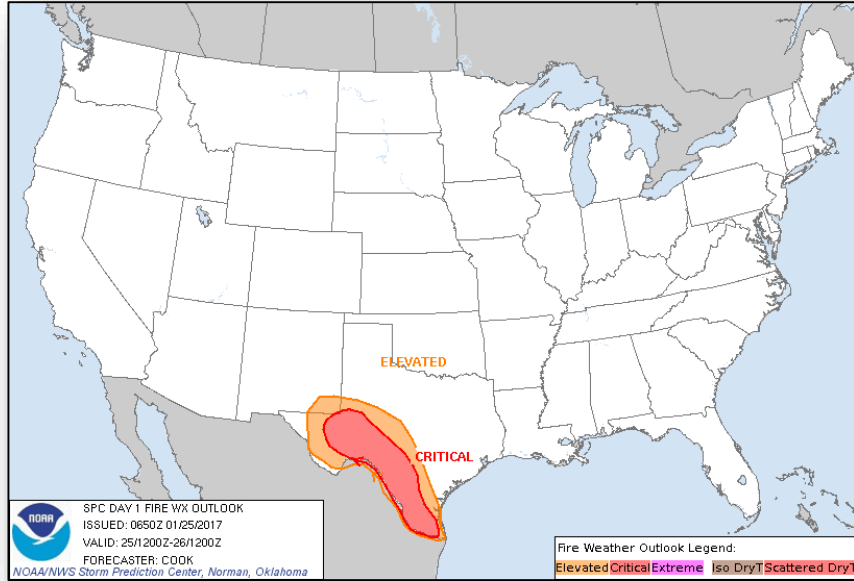 ELEVATED
CRITICAL
NOAA
SPC DAY 1 FIRE WX OUTLOOK
ISSUED: 0650Z 01/25/2017
VALID: 25/1200Z-26/1200Z
FORECASTER: COOK
NOAA/NWS Storm Prediction Center, Norman, Oklahoma
Fire Weather Outlook Legend:
Elevated Critical Extreme Iso DryT Scattered DryT